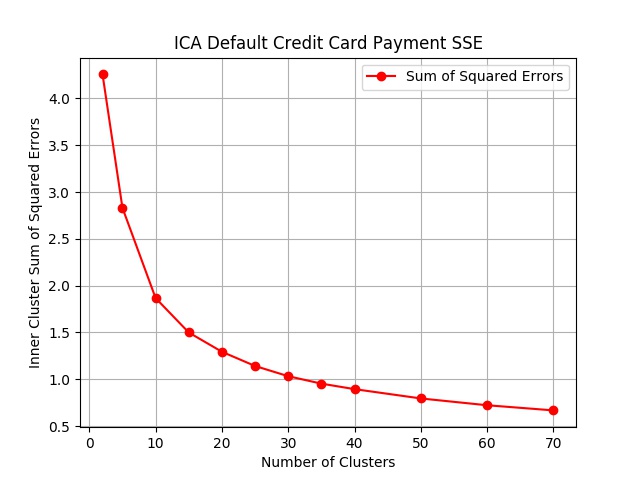 ICA Default Credit Card Payment SSE
Sum of Squared Errors
Inner Cluster Sum of Squared Errors
4.0
3.5
3.0
2.5
2.0
1.5
1.0
0.5
0 10 20 30 40 50 60 70
Number of Clusters